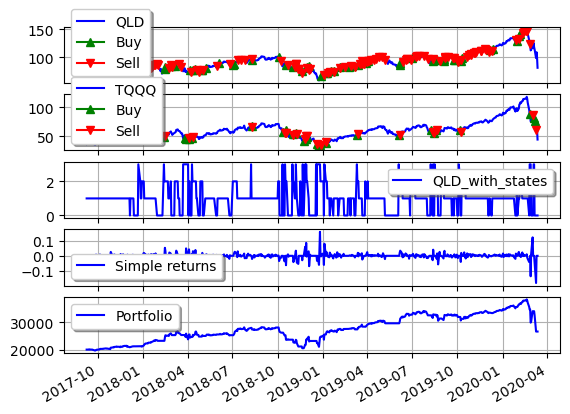 150
100
QLD
Buy
Sell
100
50
TQQQ
Buy
Sell
2
0
QLD_with_states
0.1
0.0
−0.1
Simple returns
30000
20000
Portfolio
2017-10
2018-01
2018-04
2018-07
2018-10
2019-01
2019-04
2019-07
2019-10
2020-01
2020-04